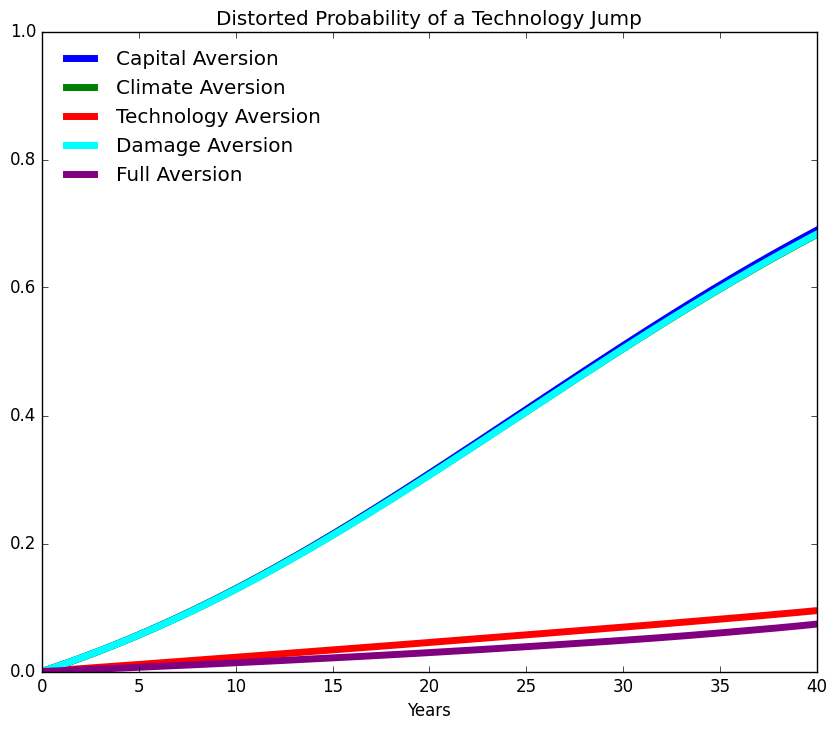 Distorted Probability of a Technology Jump
1.0
0.8
0.6
0.4
0.2
0.0
Capital Aversion
Climate Aversion
Technology Aversion
Damage Aversion
Full Aversion
0 5 10 15 20 25 30 35 40
Years